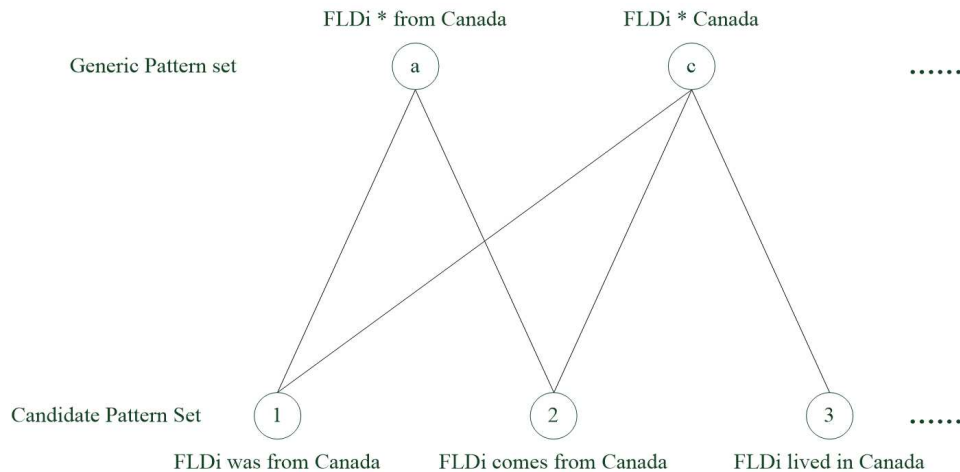 FLDi * from Canada FLDi * Canada
Generic Pattern set a c ......
Candidate Pattern Set 1 2 3 ......
FLDi was from Canada FLDi comes from Canada FLDi lived in Canada